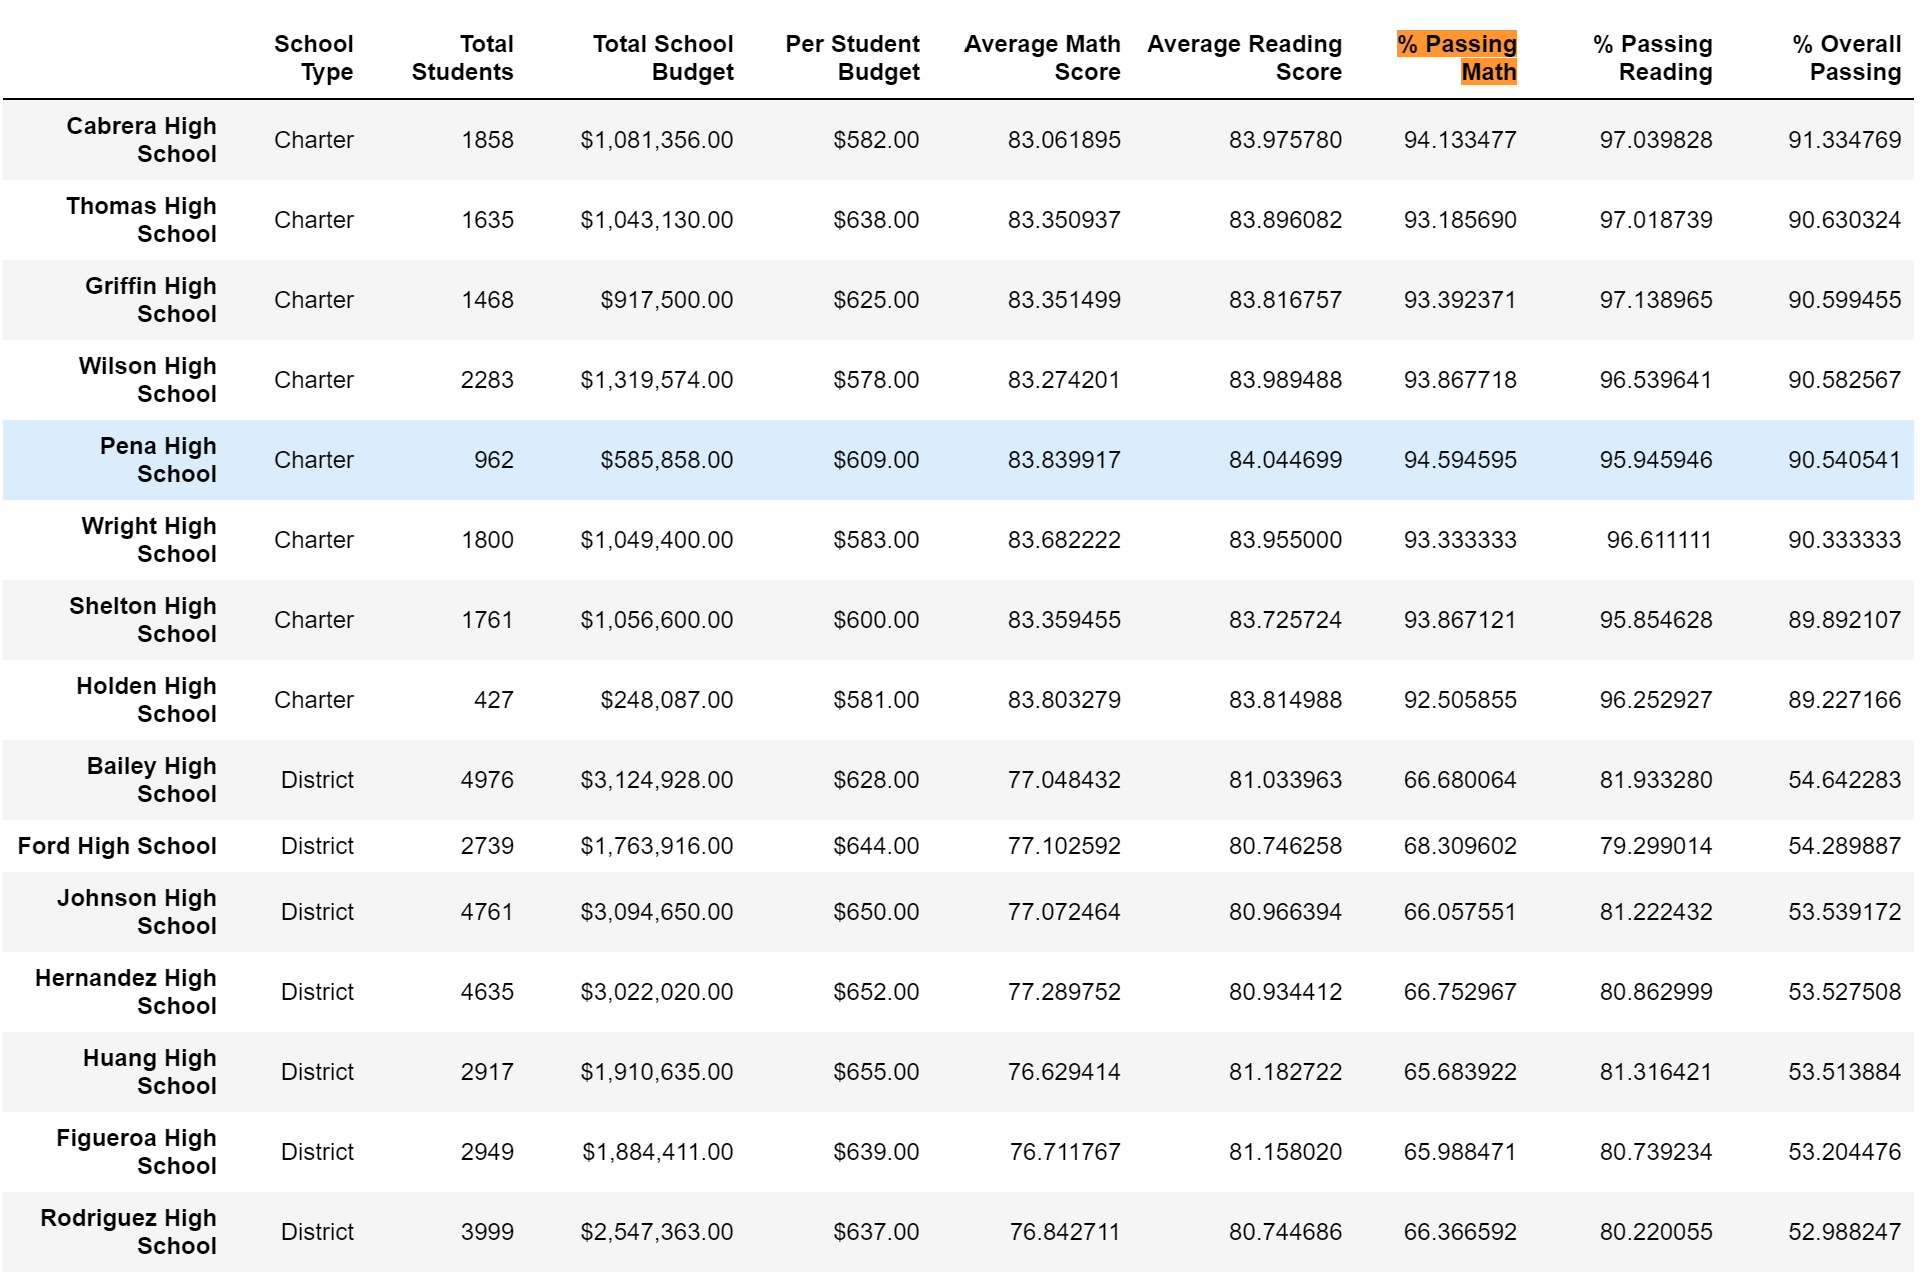 School Type Total Students Total School Budget Per Student Budget Average Math Score Average Reading Score % Passing Math % Passing Reading % Overall Passing
Cabrera High School Charter 1858 $1,081,356.00 $582.00 83.061895 83.975780 94.133477 97.039828 91.334769
Thomas High School Charter 1635 $1,043,130.00 $638.00 83.350937 83.896082 93.185690 97.018739 90.630324
Griffin High School Charter 1468 $917,500.00 $625.00 83.351499 83.816757 93.392371 97.138965 90.599455
Wilson High School Charter 2283 $1,319,574.00 $578.00 83.274201 83.989488 93.867718 96.539641 90.582567
Pena High School Charter 962 $585,858.00 $609.00 83.839917 84.044699 94.594595 95.945946 90.540541
Wright High School Charter 1800 $1,049,400.00 $583.00 83.682222 83.955000 93.333333 96.611111 90.333333
Shelton High School Charter 1761 $1,056,600.00 $600.00 83.359455 83.725724 93.867121 95.854628 89.892107
Holden High School Charter 427 $248,087.00 $581.00 83.803279 83.814988 92.505855 96.252927 89.227166
Bailey High School District 4976 $3,124,928.00 $628.00 77.048432 81.033963 66.680064 81.933280 54.642283
Ford High School District 2739 $1,763,916.00 $644.00 77.102592 80.746258 68.309602 79.299014 54.289887
Johnson High School District 4761 $3,094,650.00 $650.00 77.072464 80.966394 66.057551 81.222432 53.539172
Hernandez High School District 4635 $3,022,020.00 $652.00 77.289752 80.934412 66.752967 80.862999 53.527508
Huang High School District 2917 $1,910,635.00 $655.00 76.629414 81.182722 65.683922 81.316421 53.513884
Figueroa High School District 2949 $1,884,411.00 $639.00 76.711767 81.158020 65.988471 80.739234 53.204476
Rodriguez High School District 3999 $2,547,363.00 $637.00 76.842711 80.744686 66.366592 80.220055 52.988247